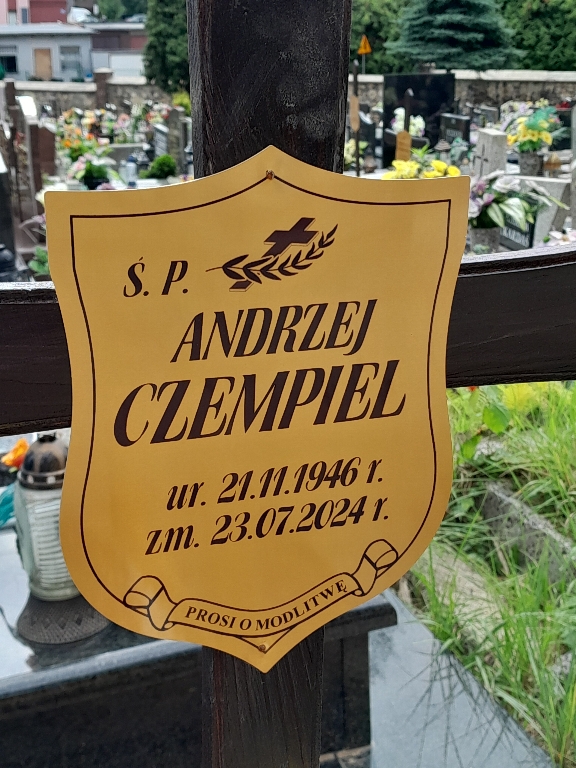 Ś. P.
ANDRZEJ
CZEMPIEL
ur. 21.11.1946 r.
zm. 23.07.2024 r.
PROSI O MODLITWĘ